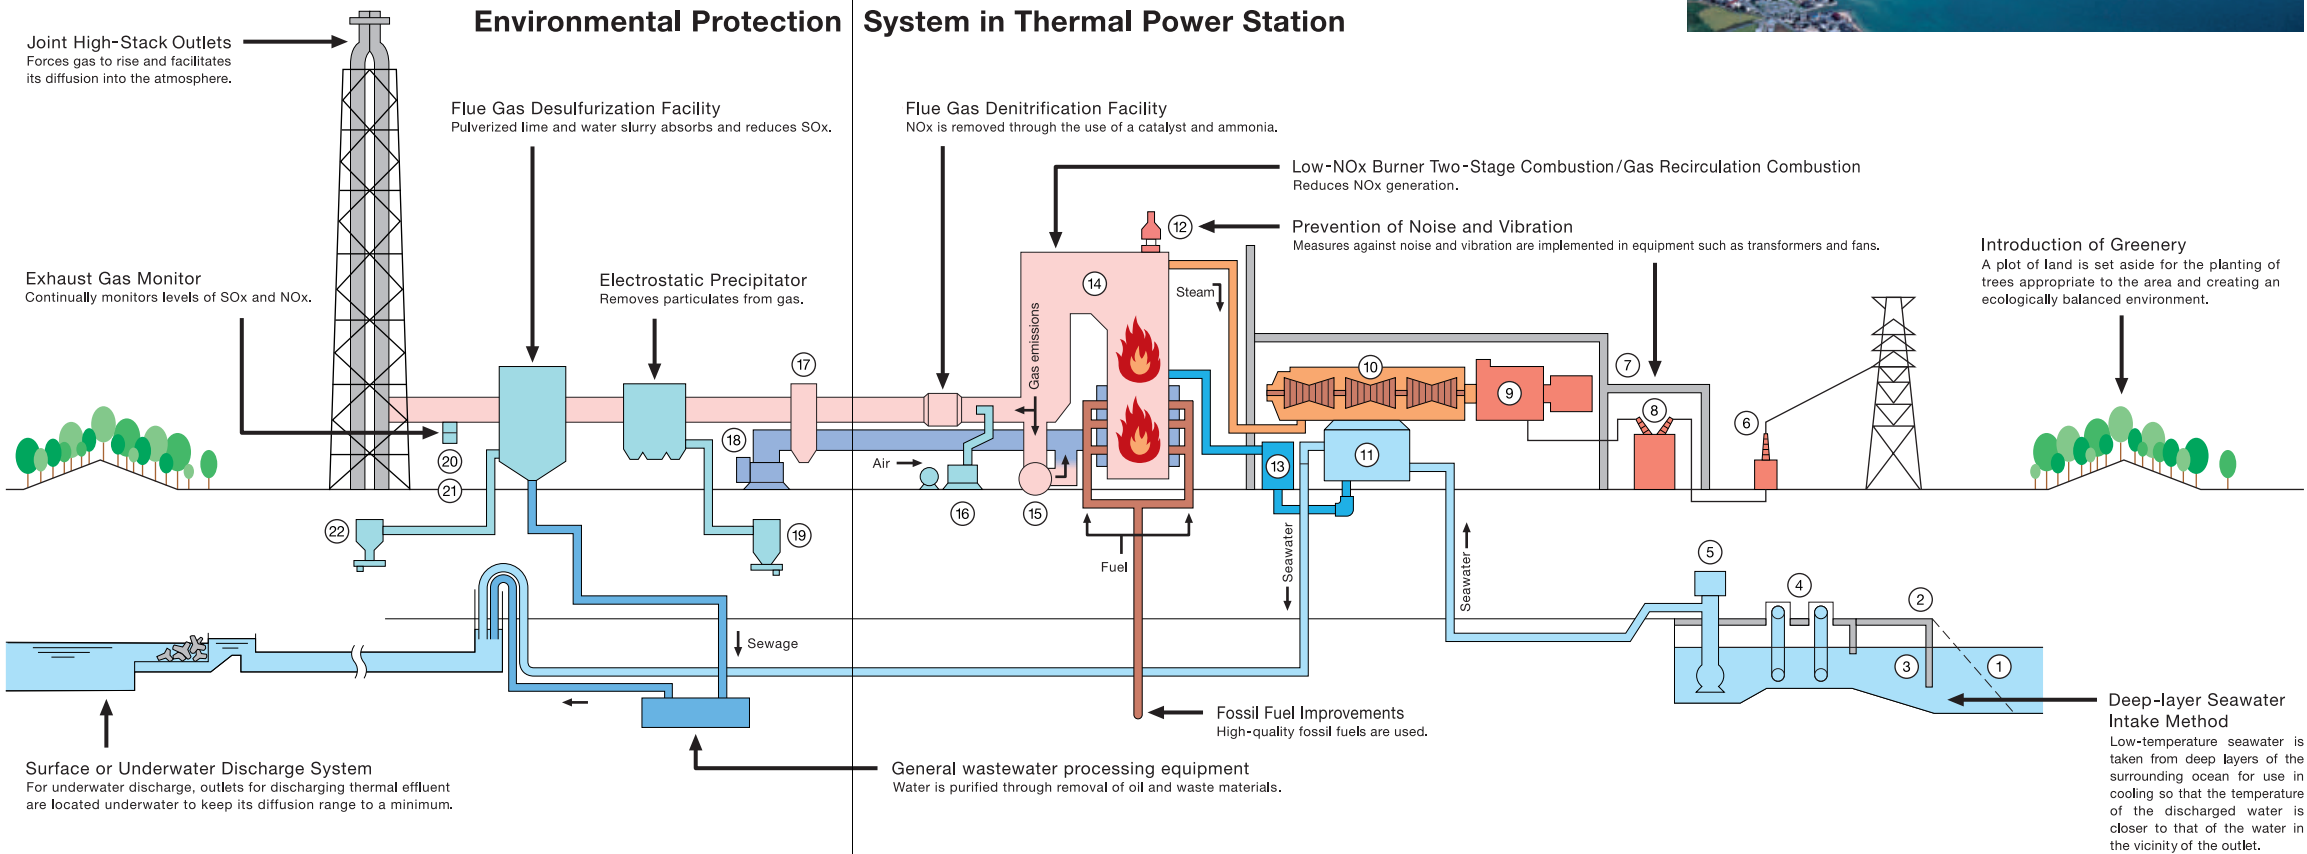 Environmental Protection System in Thermal Power Station
Joint High-Stack Outlets
Forces gas to rise and facilitates
its diffusion into the atmosphere.
Flue Gas Desulfurization Facility
Pulverized lime and water slurry absorbs and reduces SOx.
Flue Gas Denitrification Facility
NOx is removed through the use of a catalyst and ammonia.
Low-NOx Burner Two-Stage Combustion/Gas Recirculation Combustion
Reduces NOx generation.
Prevention of Noise and Vibration
Measures against noise and vibration are implemented in equipment such as transformers and fans.
Introduction of Greenery
A plot of land is set aside for the planting of
trees appropriate to the area and creating an
ecologically balanced environment.
Exhaust Gas Monitor
Continually monitors levels of SOx and NOx.
Electrostatic Precipitator
Removes particulates from gas.
12
14
Steam
Gas emissions
17
10
7
9
8
6
18
Air
13
11
20
21
22
19
16
15
Fuel
Seawater
Seawater
5
4
2
3
1
Sewage
Fossil Fuel Improvements
High-quality fossil fuels are used.
Deep-layer Seawater
Intake Method
Low-temperature seawater is
taken from deep layers of the
surrounding ocean for use in
cooling so that the temperature
of the discharged water is
closer to that of the water in
the vicinity of the outlet.
Surface or Underwater Discharge System
For underwater discharge, outlets for discharging thermal effluent
are located underwater to keep its diffusion range to a minimum.
General wastewater processing equipment
Water is purified through removal of oil and waste materials.